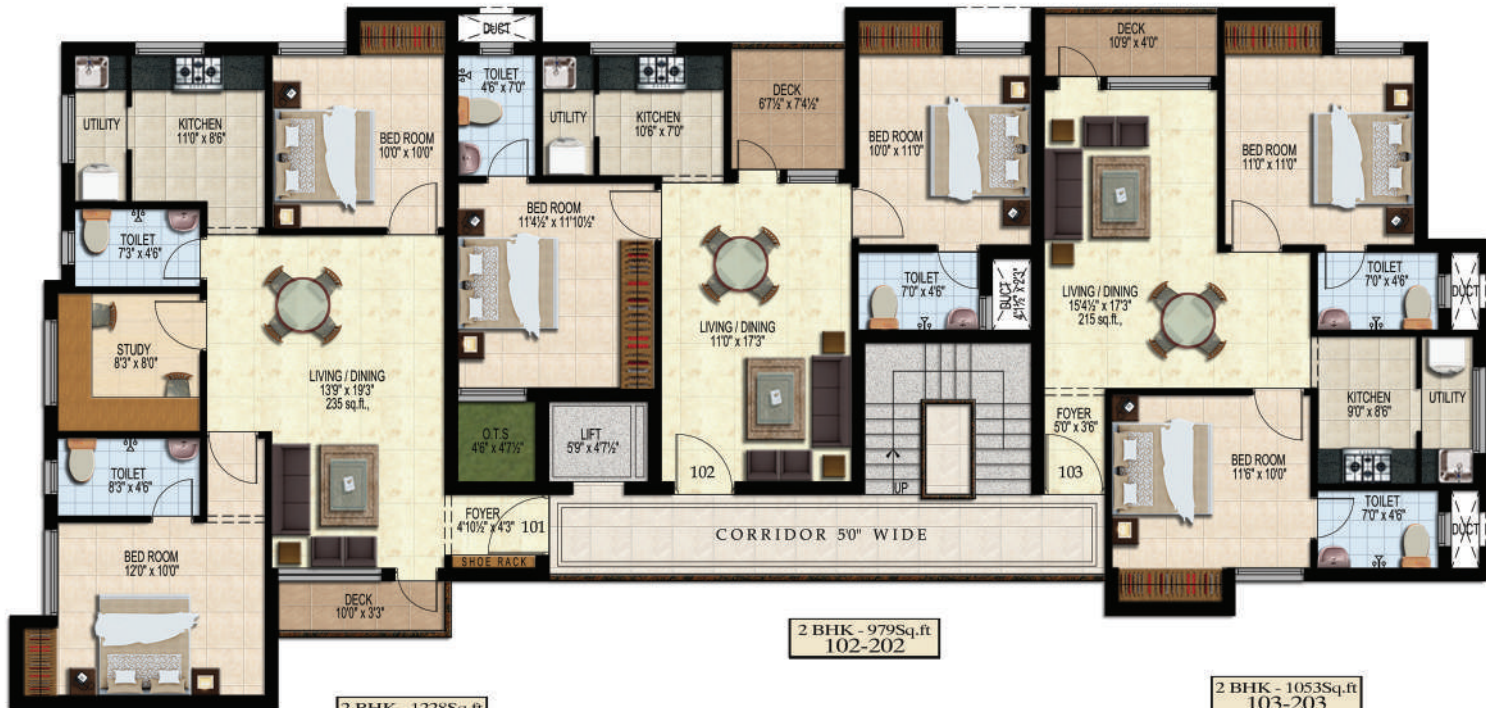 DUCT
DECK
10'9" x 4'0"
TOILET
4'6" x 7'0"
UTILITY
KITCHEN
11'0" x 8'6"
BED ROOM
10'0" x 10'0"
UTILITY
KITCHEN
10'6" x 7'0"
DECK
6'7½" x 7'4½"
BED ROOM
10'0" x 11'0"
BED ROOM
11'0" x 11'0"
TOILET
7'3" x 4'6"
BED ROOM
11'4½" x 11'10½"
TOILET
7'0" x 4'6"
DUCT
4'1½" x 2'3"
LIVING / DINING
15'4½" x 17'3"
215 sq.ft.,
TOILET
7'0" x 4'6"
DUCT
STUDY
8'3" x 8'0"
LIVING / DINING
13'9" x 19'3"
235 sq.ft.,
LIVING / DINING
11'0" x 17'3"
KITCHEN
9'0" x 8'6"
UTILITY
O.T.S
4'6" x 4'7½"
LIFT
5'9" x 4'7½"
FOYER
5'0" x 3'6"
TOILET
8'3" x 4'6"
102
UP
103
BED ROOM
11'6" x 10'0"
FOYER
4'10½" x 4'3"
101
SHOE RACK
CORRIDOR 5'0" WIDE
TOILET
7'0" x 4'6"
DUCT
BED ROOM
12'0" x 10'0"
DECK
10'0" x 3'3"
2 BHK - 979Sq.ft
102-202
2 BHK - 1053Sq.ft
103-203